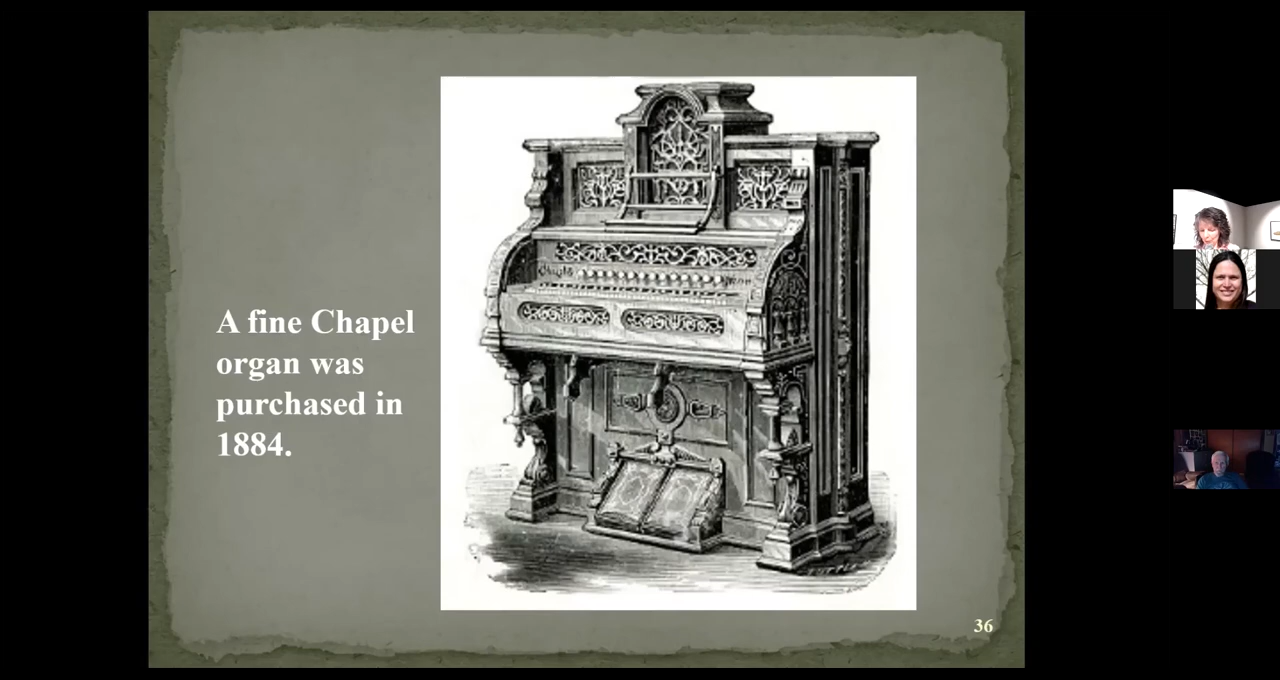 A fine Chapel
organ was
purchased in
1884.
36